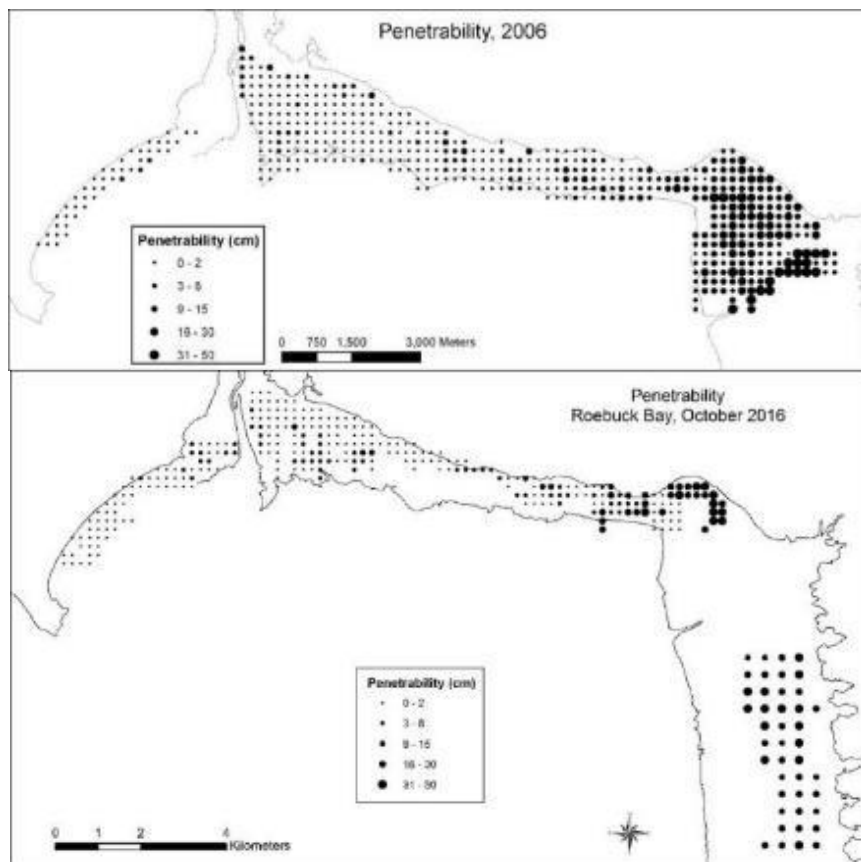 Penetrability, 2006
Penetrability (cm)
0 - 2
3 - 8
9 - 15
16 - 30
31 - 50
0 750 1,500 3,000 Meters
Penetrability
Roebuck Bay, October 2016
Penetrability (cm)
0 - 2
3 - 8
9 - 15
16 - 30
31 - 50
0 1 2 4
Kilometers